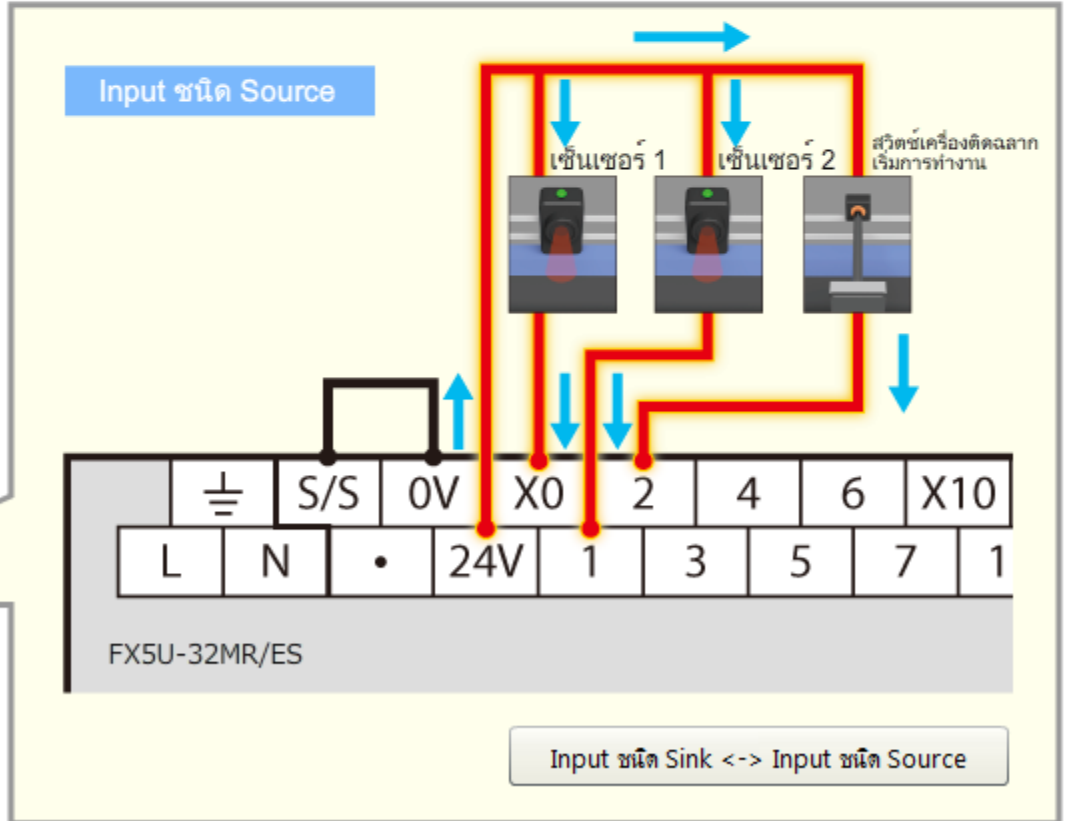 Input ชนิด Source
เซ็นเซอร์ 1
เซ็นเซอร์ 2
สวิตช์เครื่องติดฉลาก
เริ่มการทำงาน
S/S 0V X0 2 4 6 X10
L N • 24V 1 3 5 7 1
FX5U-32MR/ES
Input ชนิด Sink <-> Input ชนิด Source